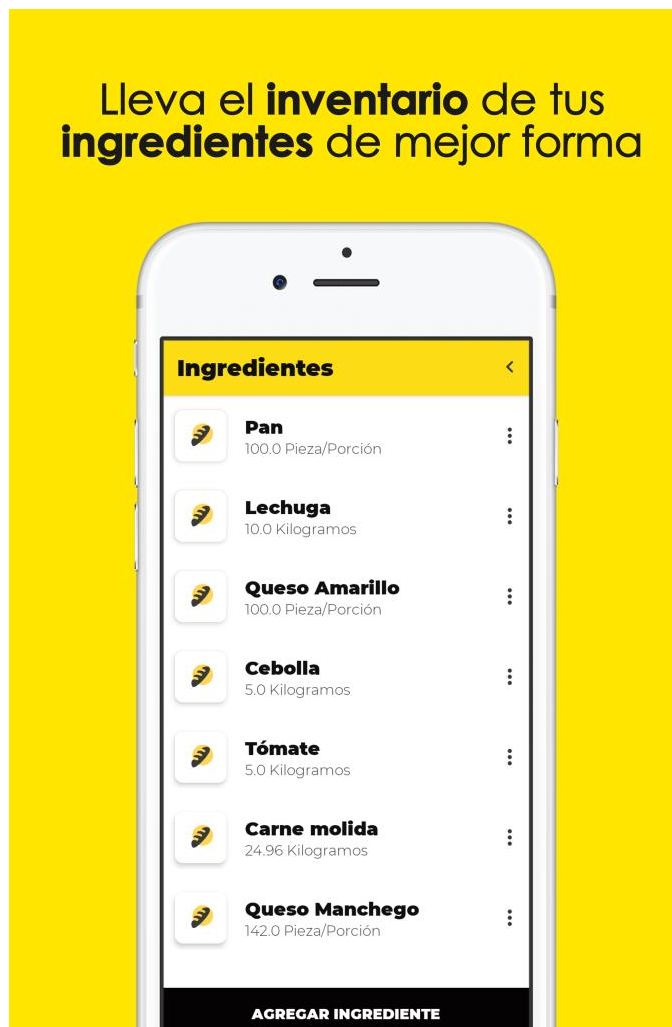 Lleva el inventario de tus
ingredientes de mejor forma
Ingredientes
Pan
100.0 Pieza/Porción
Lechuga
10.0 Kilogramos
Queso Amarillo
100.0 Pieza/Porción
Cebolla
5.0 Kilogramos
Tómate
5.0 Kilogramos
Carne molida
24.96 Kilogramos
Queso Manchego
142.0 Pieza/Porción
AGREGAR INGREDIENTE